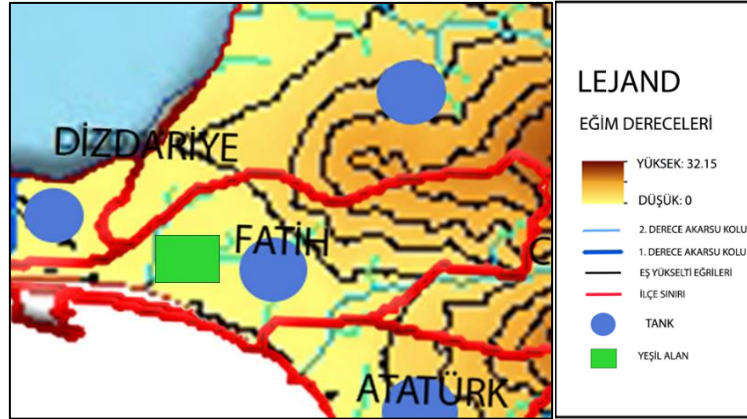 DİZDARİYE
FATİH
ATATÜRK
LEJAND
EĞİM DERECELERİ
YÜKSEK: 32.15
DÜŞÜK: 0
2. DERECE AKARSU KOLU
1. DERECE AKARSU KOLU
EŞ YÜKSELTİ EĞRİLERİ
İLÇE SINIRI
TANK
YEŞİL ALAN